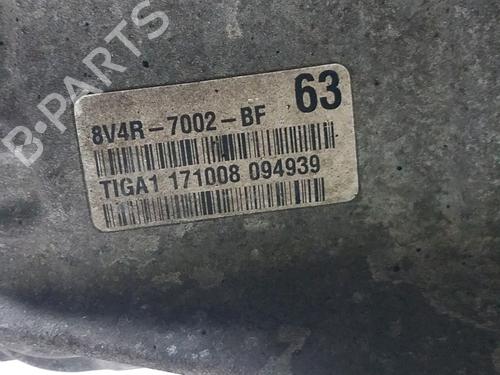 B-PARTS
63
8V4R-7002-BF
TIGA1 171008 094939